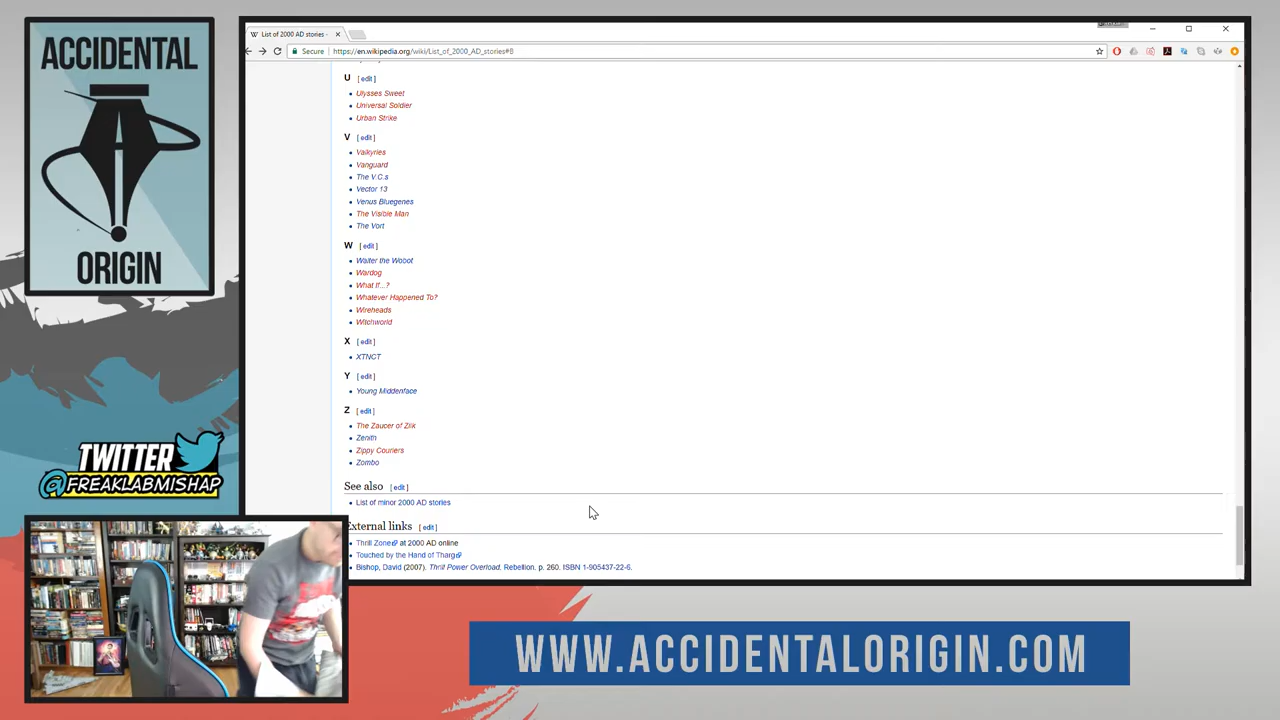 ACCIDENTAL
ORIGIN
List of 2000 AD stories -
Secure
https://en.wikipedia.org/wiki/List_of_2000_AD_stories#B
U [ edit ]
Ulysses Sweet
Universal Soldier
Urban Strike
V [ edit ]
Valkyries
Vanguard
The V.C.s
Vector 13
Venus Bluegenes
The Visible Man
The Vort
W [ edit ]
Walter the Wobot
Wardog
What If...?
Whatever Happened To?
Wireheads
Witchworld
X [ edit ]
XTNCT
Y [ edit ]
Young Middenface
Z [ edit ]
The Zaucer of Zilk
Zenith
Zippy Couriers
Zombo
See also [ edit ]
List of minor 2000 AD stories
External links [ edit ]
Thrill Zone at 2000 AD online
Touched by the Hand of Tharg
Bishop, David (2007). Thrill Power Overload. Rebellion. p. 260. ISBN 1-905437-22-6.
TWITTER
@FREAKLABMISHAP
WWW.ACCIDENTALORIGIN.COM